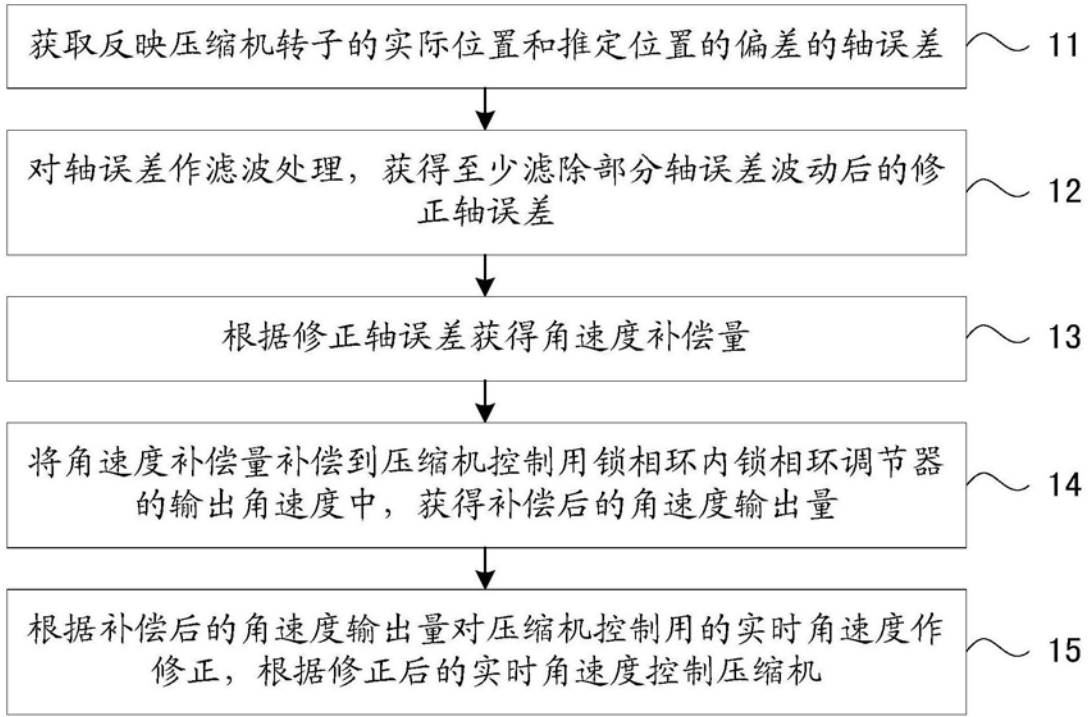 获取反映压缩机转子的实际位置和推定位置的偏差的轴误差
11
对轴误差作滤波处理，获得至少滤除部分轴误差波动后的修
正轴误差
12
根据修正轴误差获得角速度补偿量
13
将角速度补偿量补偿到压缩机控制用锁相环内锁相环调节器
的输出角速度中，获得补偿后的角速度输出量
14
根据补偿后的角速度输出量对压缩机控制用的实时角速度作
修正，根据修正后的实时角速度控制压缩机
15